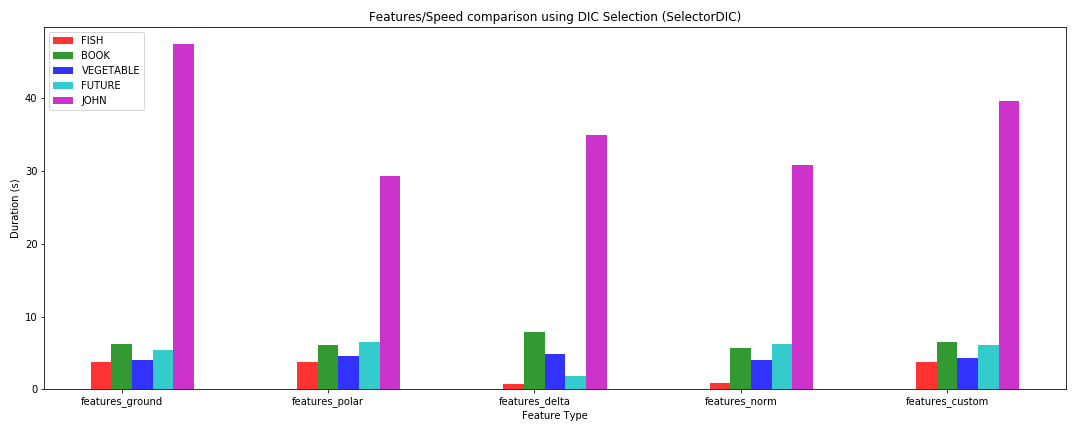 Features/Speed comparison using DIC Selection (SelectorDIC)
FISH
BOOK
VEGETABLE
FUTURE
JOHN
Duration (s)
40
30
20
10
0
features_ground features_polar features_delta features_norm features_custom
Feature Type